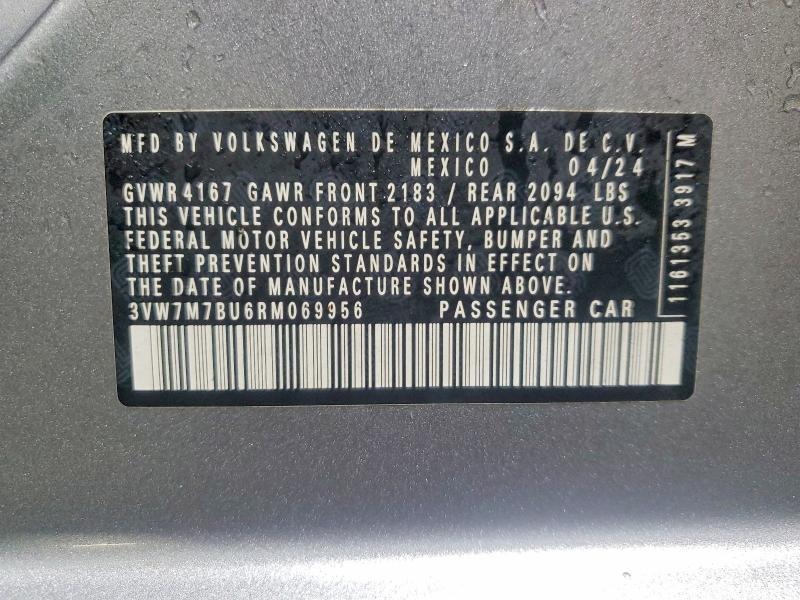 MFD BY VOLKSWAGEN DE MEXICO S.A. DE C.V.
MEXICO 04/24
GVWR 4167 GAWR FRONT 2183 / REAR 2094 LBS
THIS VEHICLE CONFORMS TO ALL APPLICABLE U.S.
FEDERAL MOTOR VEHICLE SAFETY, BUMPER AND
THEFT PREVENTION STANDARDS IN EFFECT ON
THE DATE OF MANUFACTURE SHOWN ABOVE.
3VW7M7BU6RM069956 PASSENGER CAR
1161363 3917 M